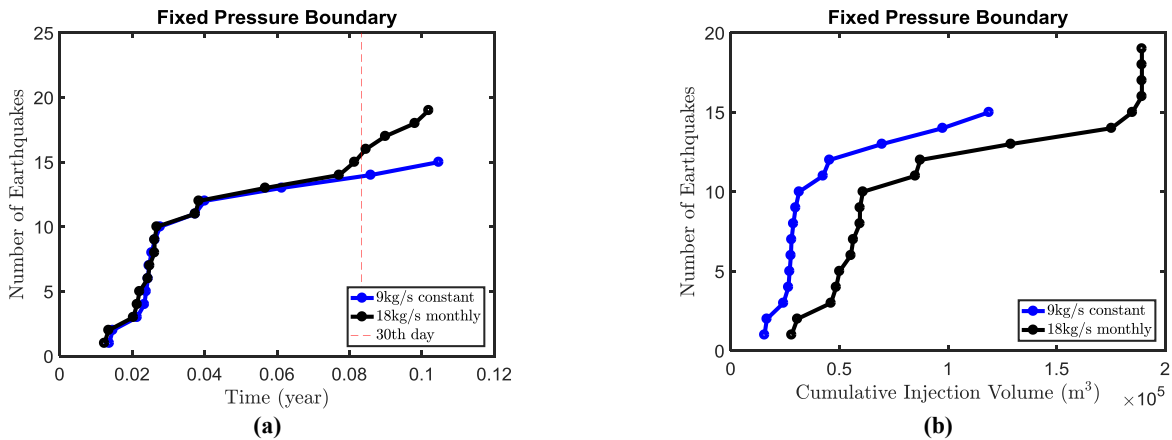 Fixed Pressure Boundary
25
20
15
10
5
0
Number of Earthquakes
9kg/s constant
18kg/s monthly
30th day
0 0.02 0.04 0.06 0.08 0.1 0.12
Time (year)
(a)
Fixed Pressure Boundary
20
15
10
5
0
Number of Earthquakes
9kg/s constant
18kg/s monthly
0 0.5 1 1.5 2
Cumulative Injection Volume (m³) ×10⁵
(b)